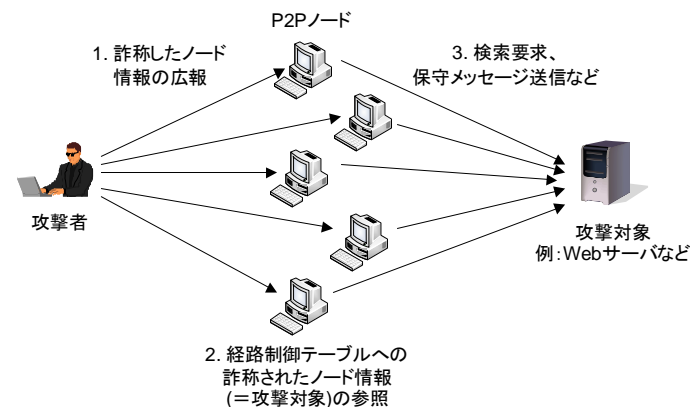 P2Pノード
1. 詐称したノード
情報の広報
3. 検索要求、
保守メッセージ送信など
攻撃者
攻撃対象
例：Webサーバなど
2. 経路制御テーブルへの
詐称されたノード情報
(＝攻撃対象)の参照